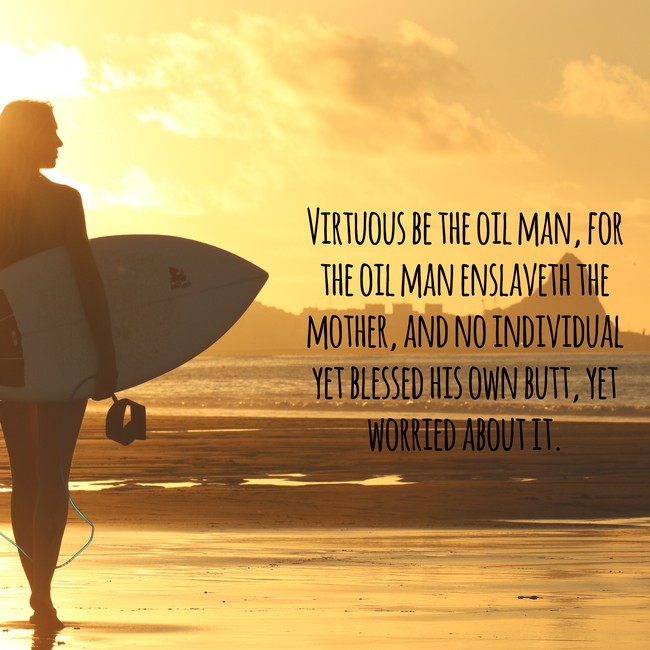 Virtuous be the oil man, for
the oil man enslaveth the
mother, and no individual
yet blessed his own butt, yet
worried about it.